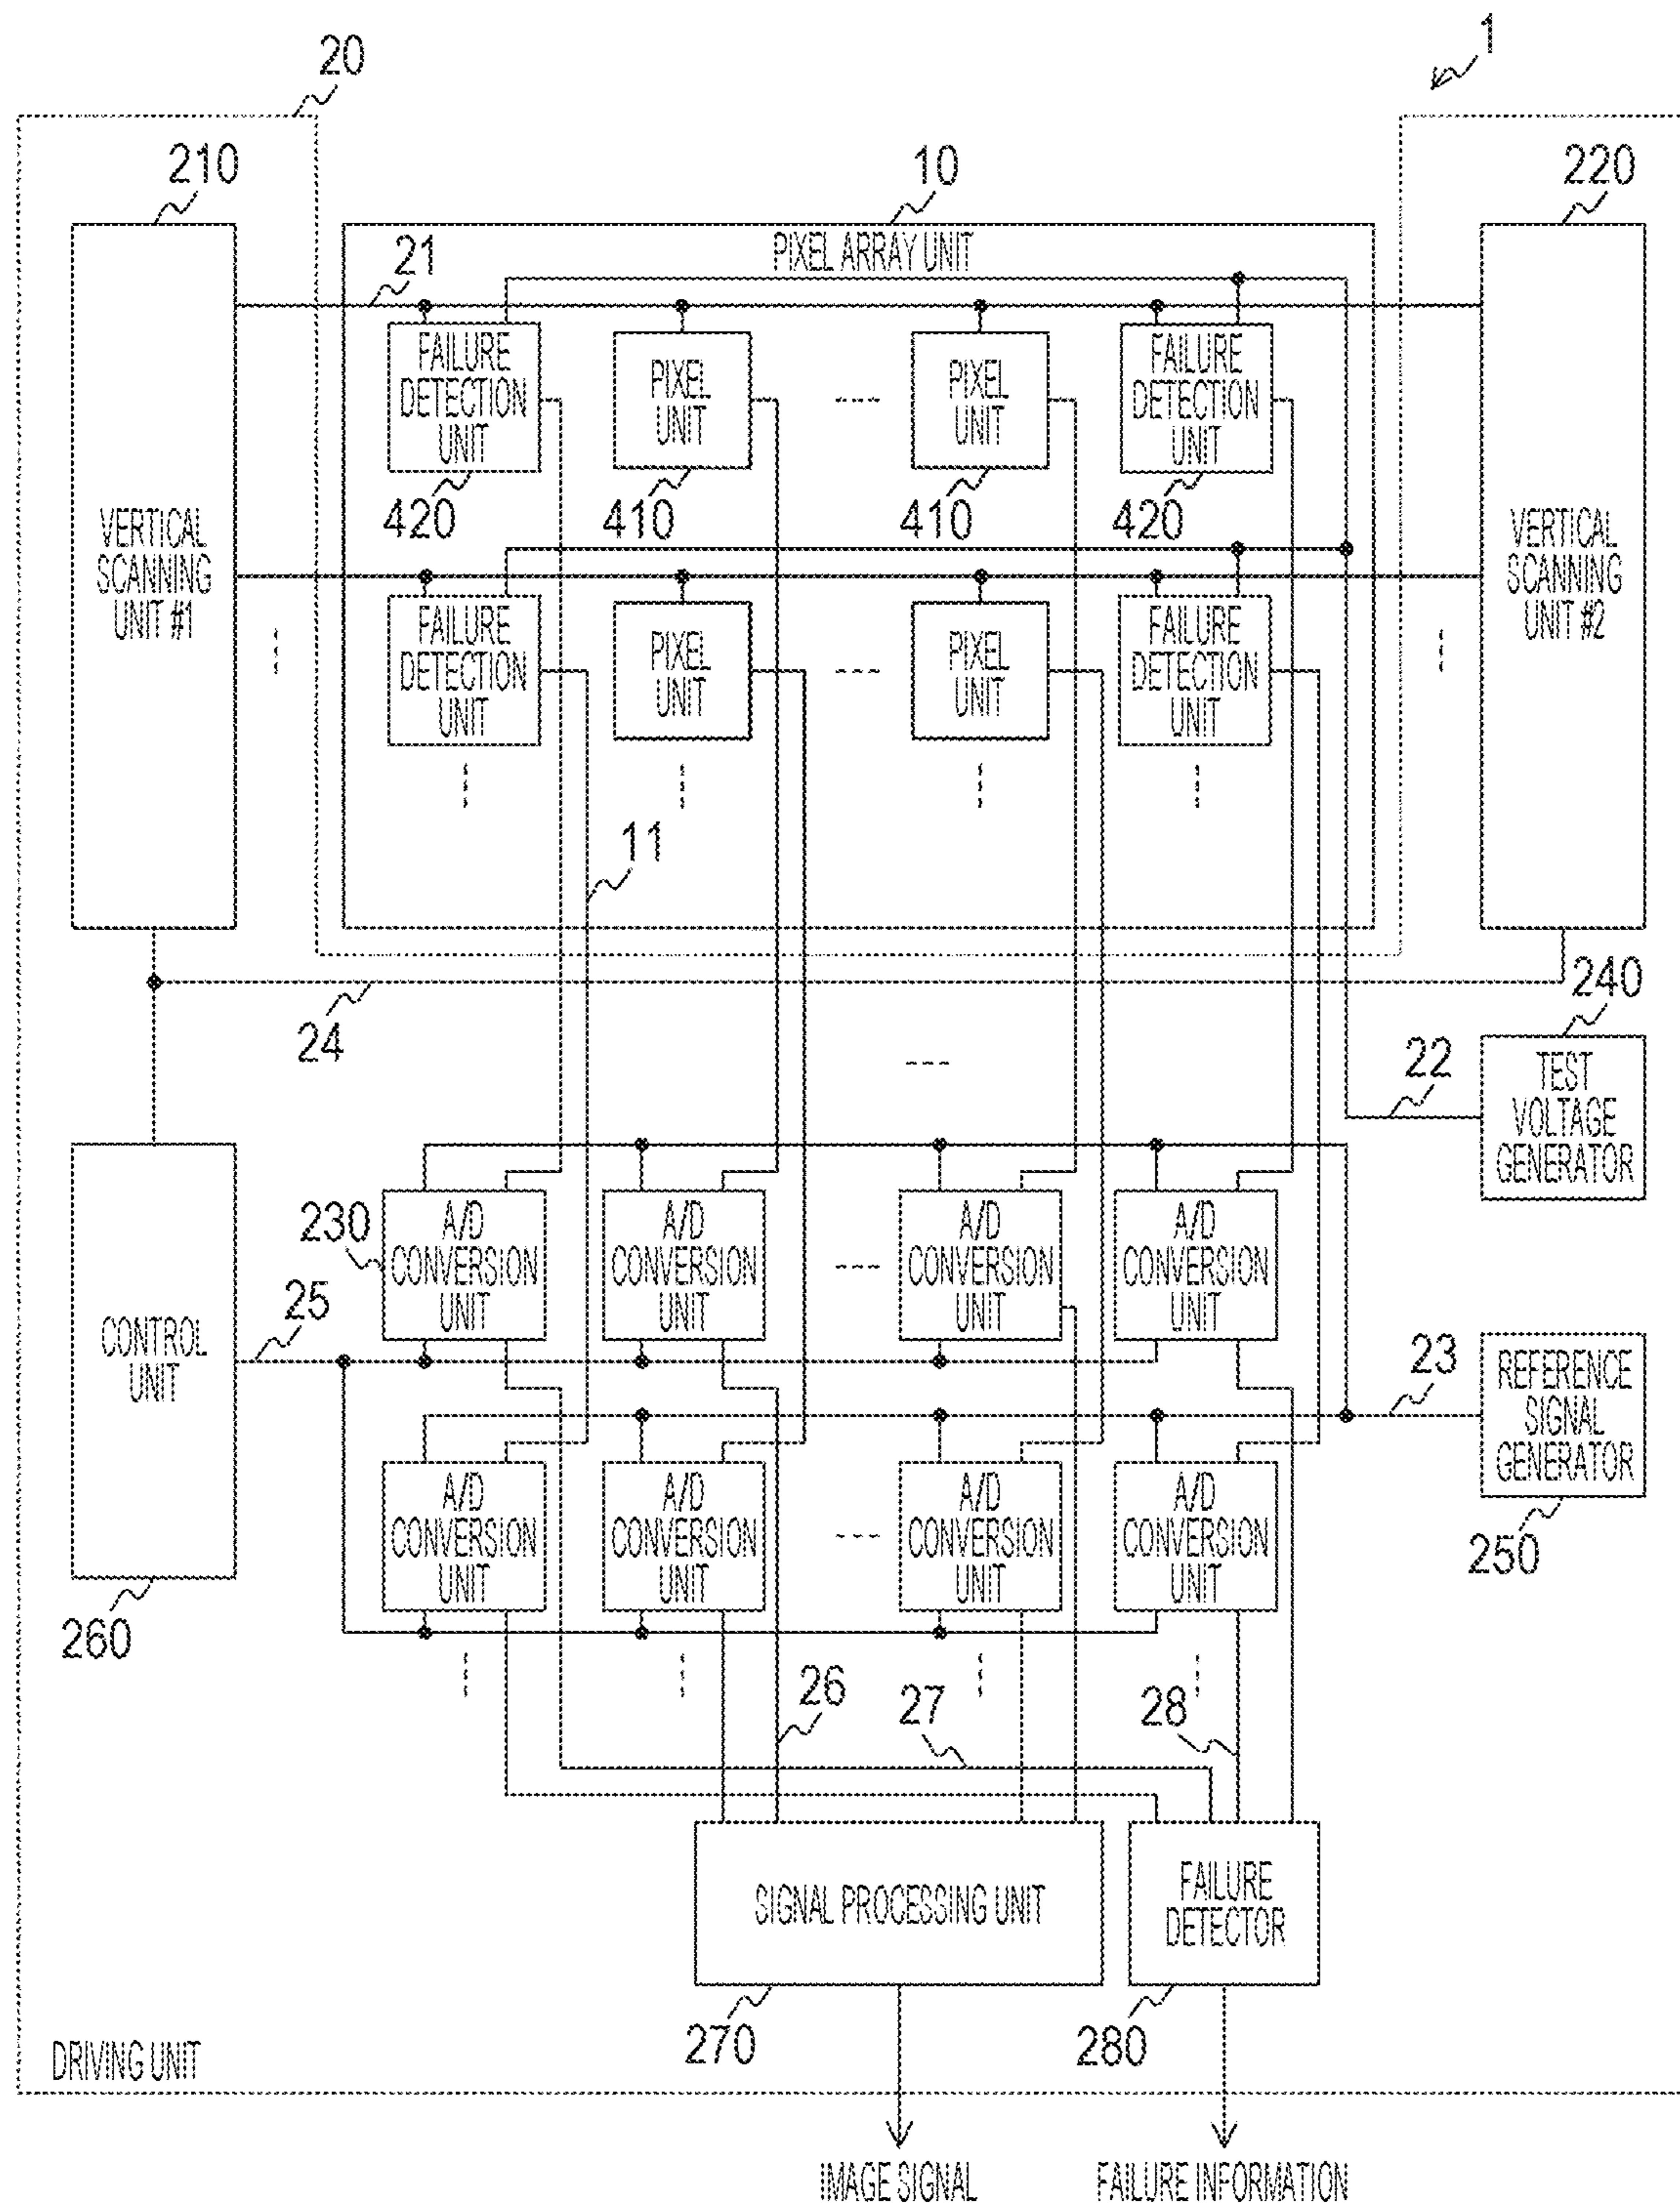 1
20
210
10
220
PIXEL ARRAY UNIT
21
FAILURE
DETECTION
UNIT
PIXEL
UNIT
PIXEL
UNIT
FAILURE
DETECTION
UNIT
420
410
410
420
VERTICAL
SCANNING
UNIT #1
VERTICAL
SCANNING
UNIT #2
FAILURE
DETECTION
UNIT
PIXEL
UNIT
PIXEL
UNIT
FAILURE
DETECTION
UNIT
11
24
240
22
TEST
VOLTAGE
GENERATOR
230
A/D
CONVERSION
UNIT
A/D
CONVERSION
UNIT
A/D
CONVERSION
UNIT
A/D
CONVERSION
UNIT
25
CONTROL
UNIT
23
REFERENCE
SIGNAL
GENERATOR
A/D
CONVERSION
UNIT
A/D
CONVERSION
UNIT
A/D
CONVERSION
UNIT
A/D
CONVERSION
UNIT
250
260
26
27
28
SIGNAL PROCESSING UNIT
FAILURE
DETECTOR
270
280
DRIVING UNIT
IMAGE SIGNAL
FAILURE INFORMATION